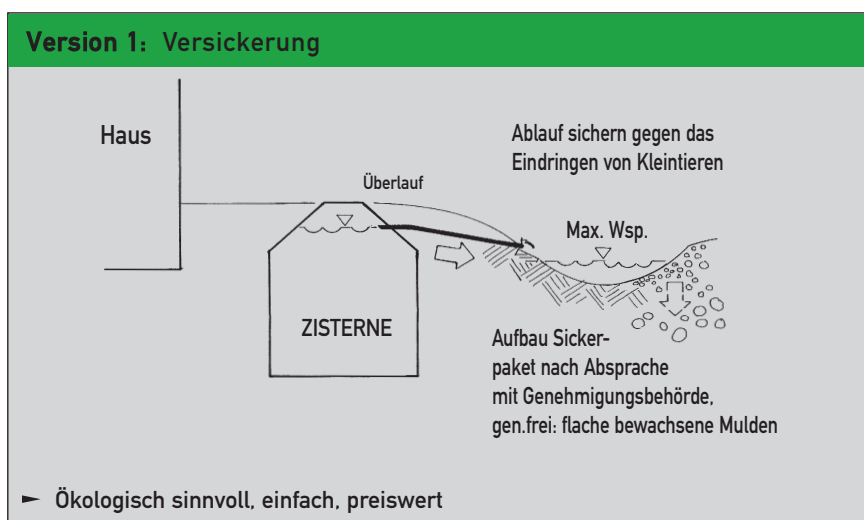 Version 1: Versickerung
Haus
Ablauf sichern gegen das
Eindringen von Kleintieren
Überlauf
Max. Wsp.
ZISTERNE
Aufbau Sicker-
paket nach Absprache
mit Genehmigungsbehörde,
gen.frei: flache bewachsene Mulden
► Ökologisch sinnvoll, einfach, preiswert